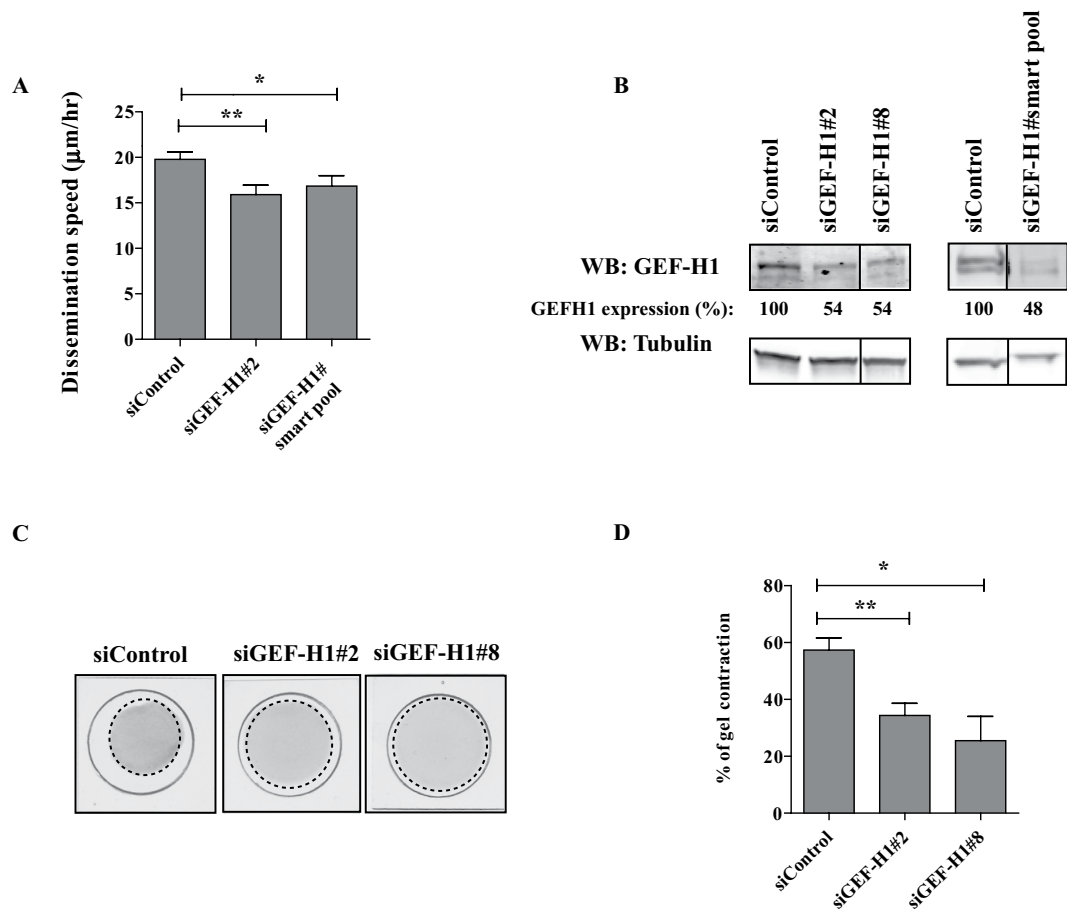 A
Dissemination speed (µm/hr)
25
20
15
10
5
0
*
**
siControl
siGEF-H1#2
siGEF-H1#
smart pool
B
siControl
siGEF-H1#2
siGEF-H1#8
siControl
siGEF-H1#smart pool
WB: GEF-H1
GEFH1 expression (%): 100 54 54 100 48
WB: Tubulin
C
siControl siGEF-H1#2 siGEF-H1#8
D
% of gel contraction
80
60
40
20
0
*
**
siControl
siGEF-H1#2
siGEF-H1#8